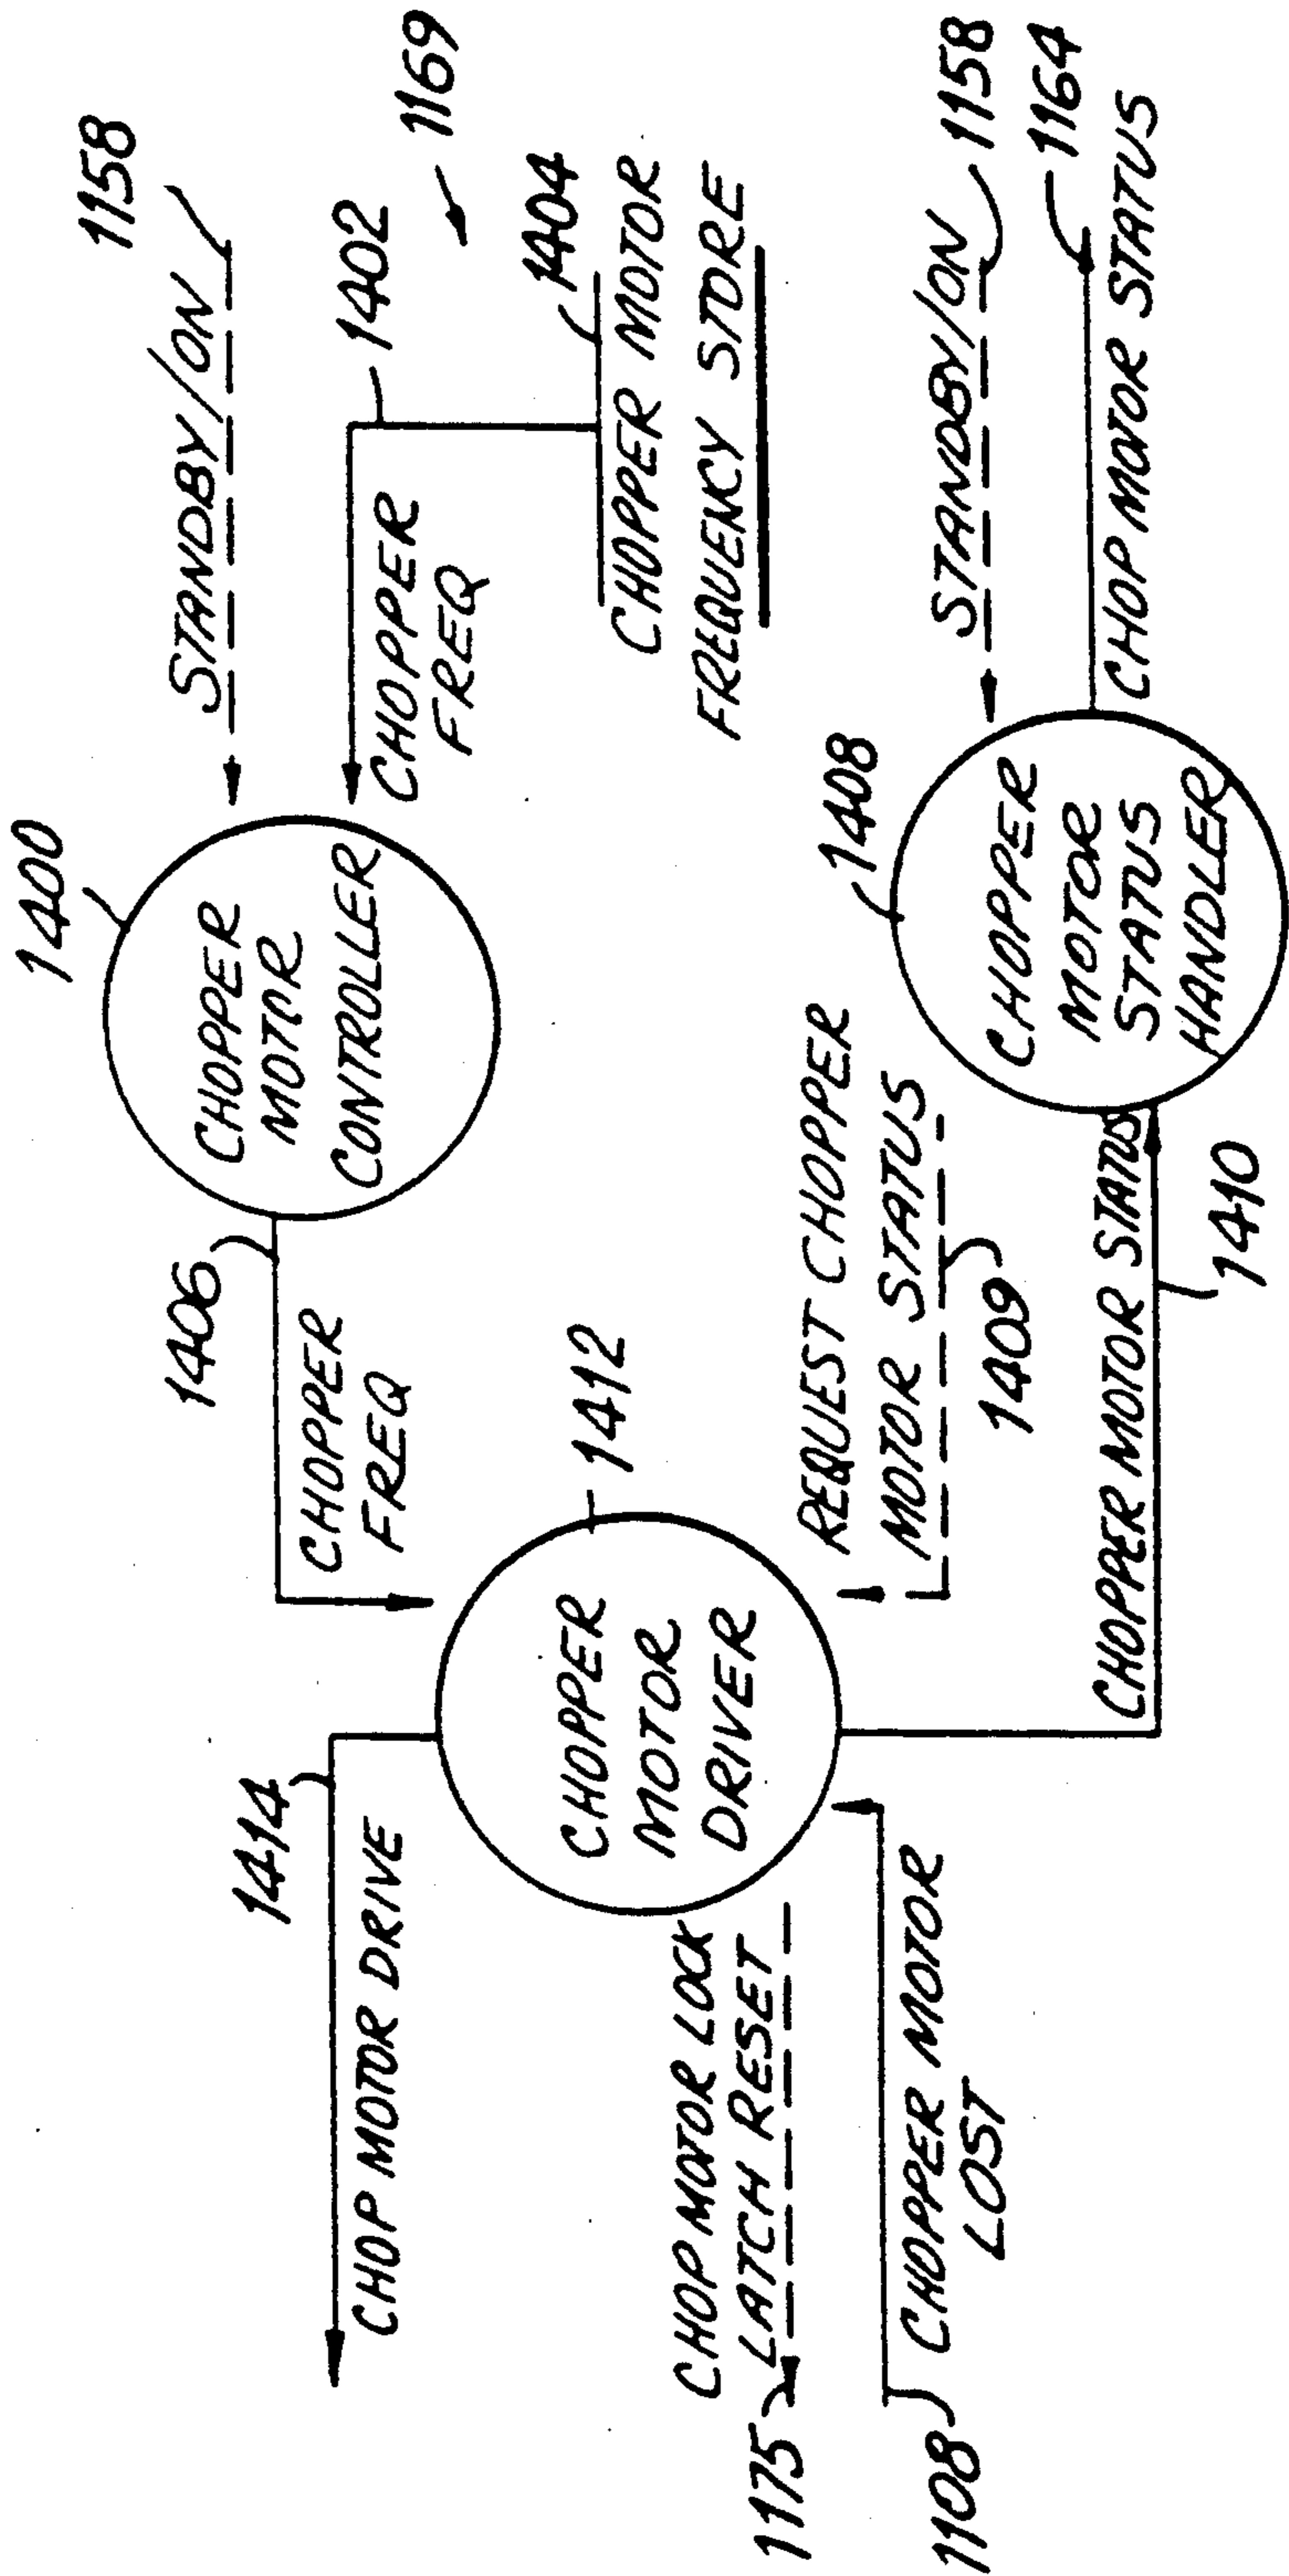 1400
1158
STANDBY/ON
CHOPPER
MOTOR
CONTROLLER
1402
1169
CHOPPER
FREQ
1404
CHOPPER MOTOR
FREQUENCY STORE
1406
CHOPPER
FREQ
1414
CHOP MOTOR DRIVE
1412
CHOPPER
MOTOR
DRIVER
CHOP MOTOR LOCK
LATCH RESET
1175
1108
CHOPPER MOTOR
LOST
REQUEST CHOPPER
MOTOR STATUS
1409
1408
STANDBY/ON
1158
CHOPPER
MOTOR
STATUS
HANDLER
1164
CHOP MOTOR STATUS
CHOPPER MOTOR STATUS
1410